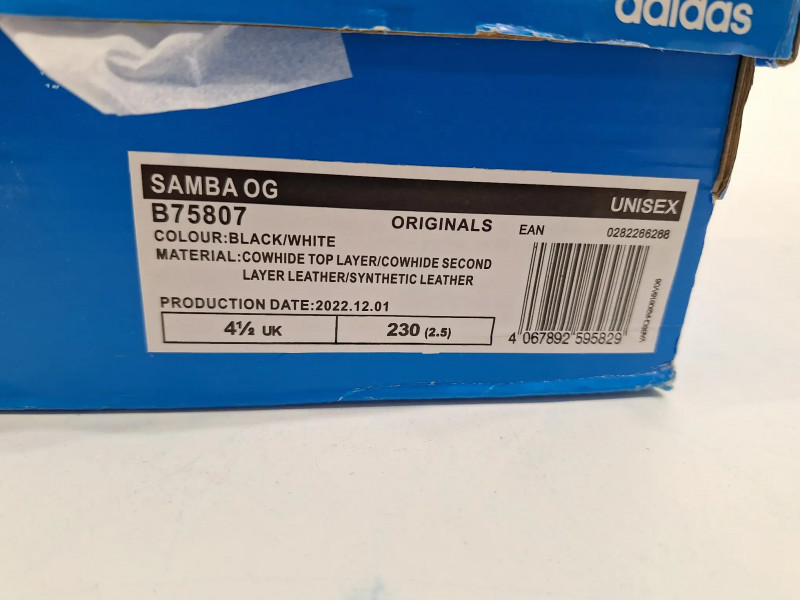 adidas
SAMBA OG
UNISEX
B75807
ORIGINALS
EAN
0282266268
COLOUR:BLACK/WHITE
MATERIAL:COWHIDE TOP LAYER/COWHIDE SECOND
LAYER LEATHER/SYNTHETIC LEATHER
PRODUCTION DATE:2022.12.01
4½ UK
230 (2.5)
4 067892 595829